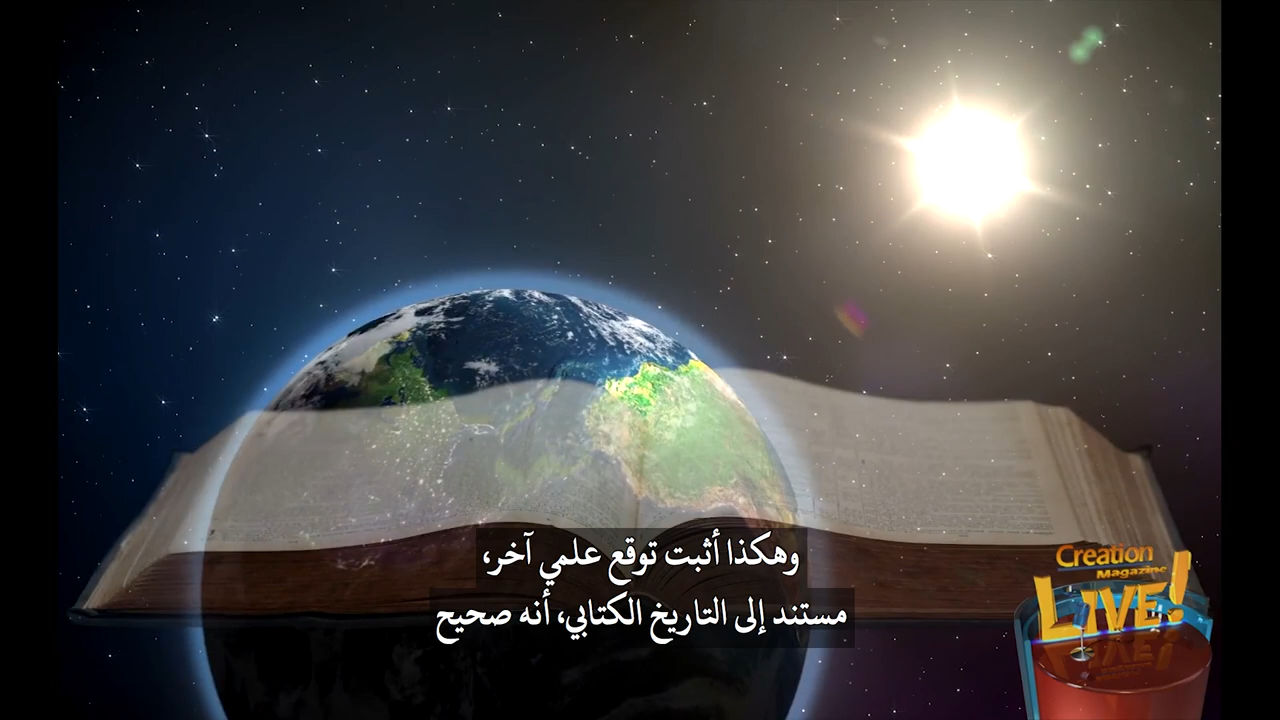 وهكذا أثبت توقع علمي آخر،
مستند إلى التاريخ الكتابي، أنه صحيح
Creation
Magazine
LIVE!